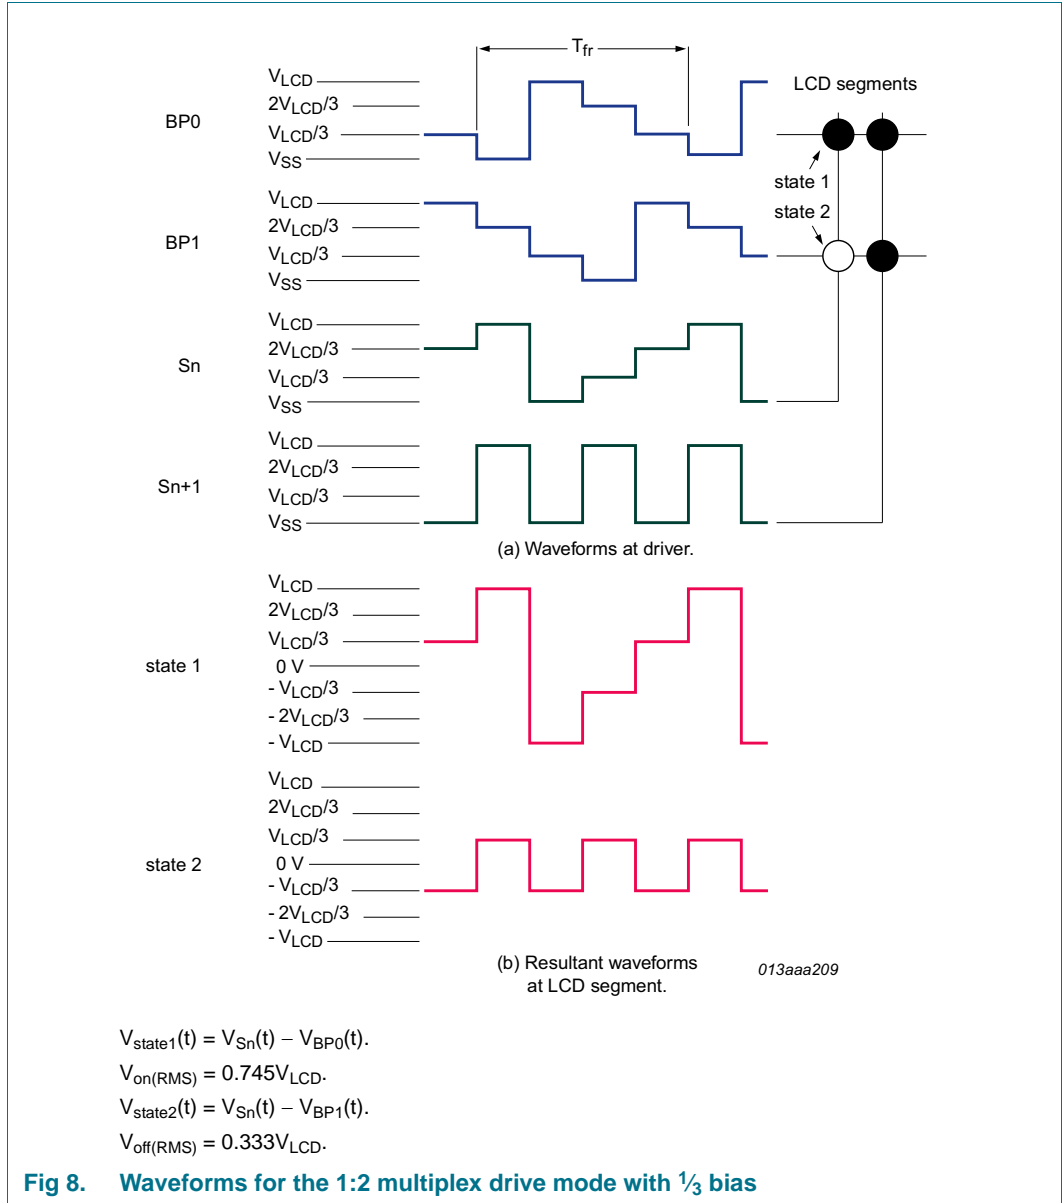 T_fr
V_LCD
2V_LCD/3
BP0
V_LCD/3
V_SS
LCD segments
state 1
state 2
V_LCD
2V_LCD/3
BP1
V_LCD/3
V_SS
V_LCD
2V_LCD/3
Sn
V_LCD/3
V_SS
V_LCD
2V_LCD/3
Sn+1
V_LCD/3
V_SS
(a) Waveforms at driver.
V_LCD
2V_LCD/3
V_LCD/3
state 1
0 V
- V_LCD/3
- 2V_LCD/3
- V_LCD
V_LCD
2V_LCD/3
V_LCD/3
state 2
0 V
- V_LCD/3
- 2V_LCD/3
- V_LCD
(b) Resultant waveforms
at LCD segment.
013aaa209
V_state1(t) = V_Sn(t) − V_BP0(t).
V_on(RMS) = 0.745V_LCD.
V_state2(t) = V_Sn(t) − V_BP1(t).
V_off(RMS) = 0.333V_LCD.
Fig 8. Waveforms for the 1:2 multiplex drive mode with 1⁄3 bias